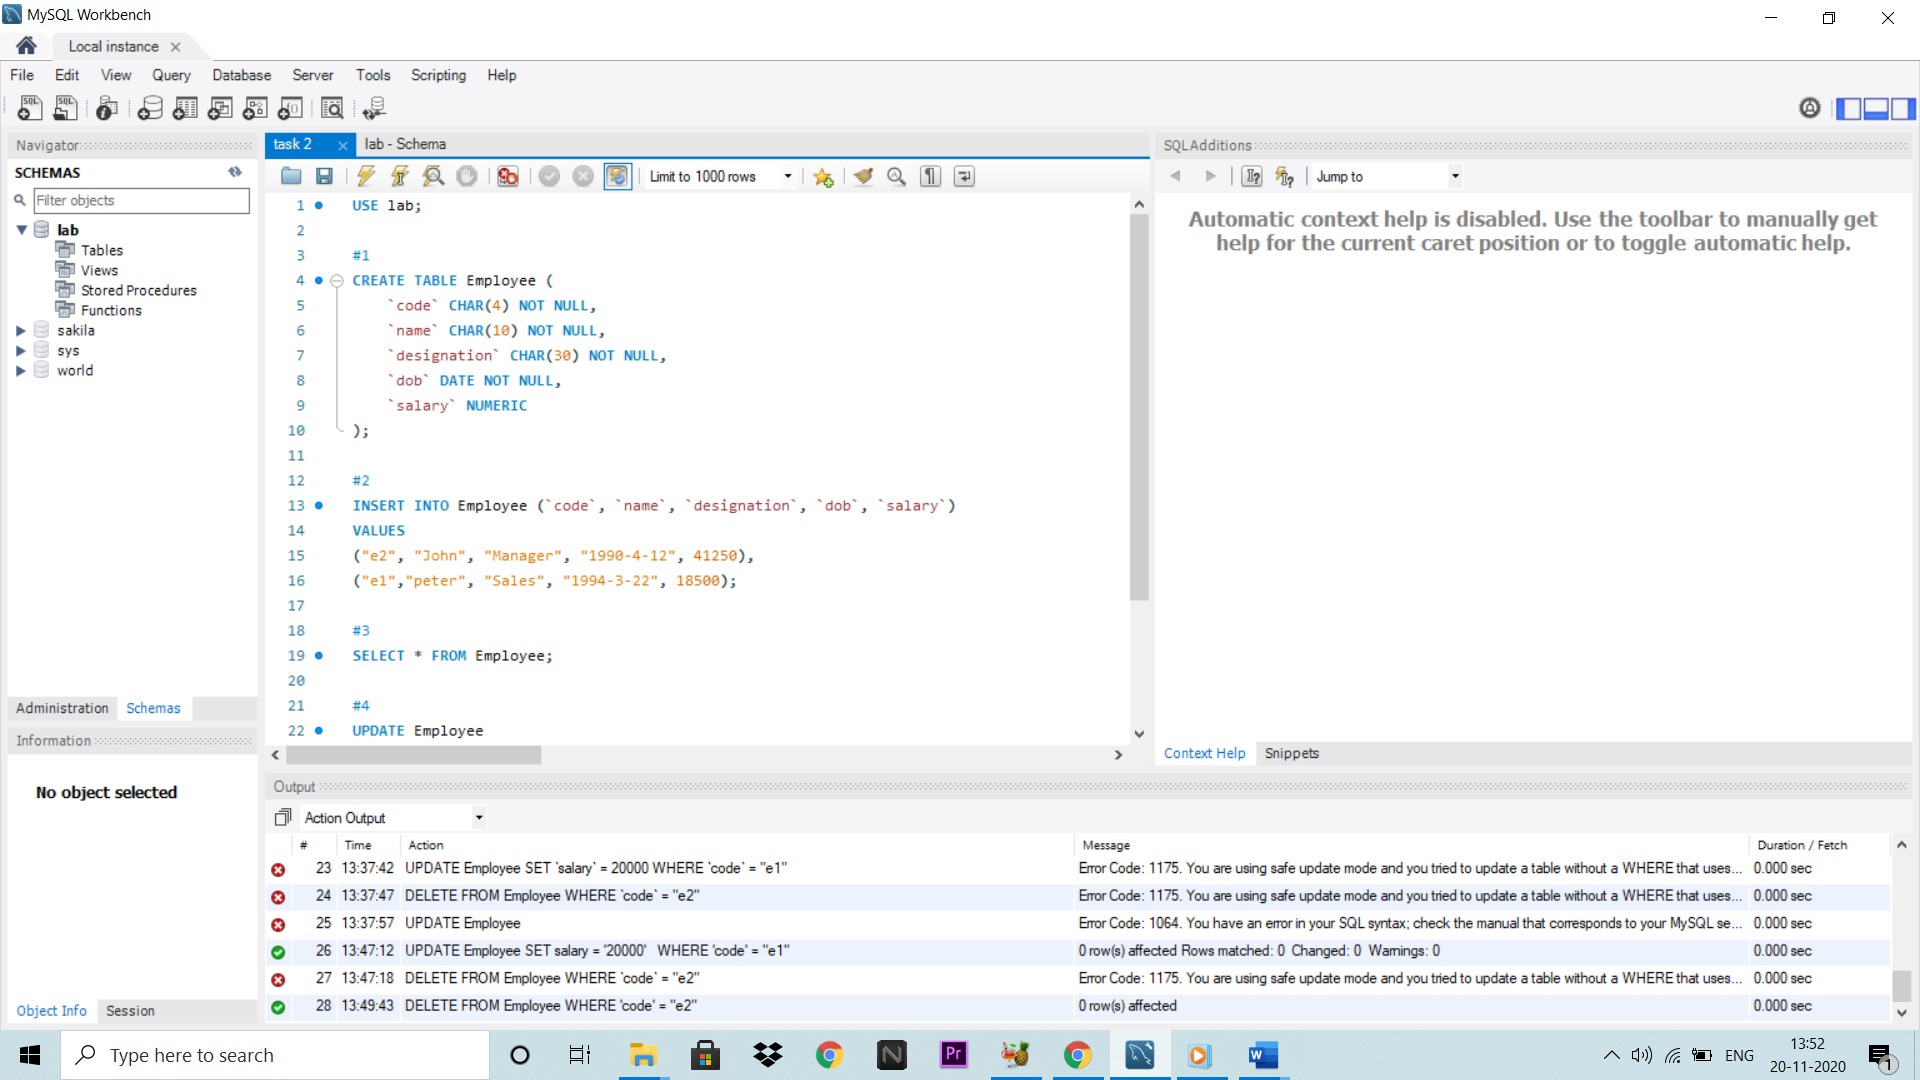 MySQL Workbench
Local instance
File Edit View Query Database Server Tools Scripting Help
Navigator
SCHEMAS
Filter objects
lab
Tables
Views
Stored Procedures
Functions
sakila
sys
world
Administration Schemas
Information
No object selected
Object Info Session
task 2 lab - Schema
Limit to 1000 rows
1 USE lab;
2
3 #1
4 CREATE TABLE Employee (
5 `code` CHAR(4) NOT NULL,
6 `name` CHAR(10) NOT NULL,
7 `designation` CHAR(30) NOT NULL,
8 `dob` DATE NOT NULL,
9 `salary` NUMERIC
10 );
11
12 #2
13 INSERT INTO Employee (`code`, `name`, `designation`, `dob`, `salary`)
14 VALUES
15 ("e2", "John", "Manager", "1990-4-12", 41250),
16 ("e1","peter", "Sales", "1994-3-22", 18500);
17
18 #3
19 SELECT * FROM Employee;
20
21 #4
22 UPDATE Employee
SQLAdditions
Jump to
Automatic context help is disabled. Use the toolbar to manually get
help for the current caret position or to toggle automatic help.
Context Help Snippets
Output
Action Output
# Time Action Message Duration / Fetch
23 13:37:42 UPDATE Employee SET `salary` = 20000 WHERE `code` = "e1" Error Code: 1175. You are using safe update mode and you tried to update a table without a WHERE that uses... 0.000 sec
24 13:37:47 DELETE FROM Employee WHERE `code` = "e2" Error Code: 1175. You are using safe update mode and you tried to update a table without a WHERE that uses... 0.000 sec
25 13:37:57 UPDATE Employee Error Code: 1064. You have an error in your SQL syntax; check the manual that corresponds to your MySQL se... 0.000 sec
26 13:47:12 UPDATE Employee SET salary = '20000' WHERE 'code' = "e1" 0 row(s) affected Rows matched: 0 Changed: 0 Warnings: 0 0.000 sec
27 13:47:18 DELETE FROM Employee WHERE `code` = "e2" Error Code: 1175. You are using safe update mode and you tried to update a table without a WHERE that uses... 0.000 sec
28 13:49:43 DELETE FROM Employee WHERE 'code' = "e2" 0 row(s) affected 0.000 sec
Type here to search
Pr
ENG
13:52
20-11-2020
1